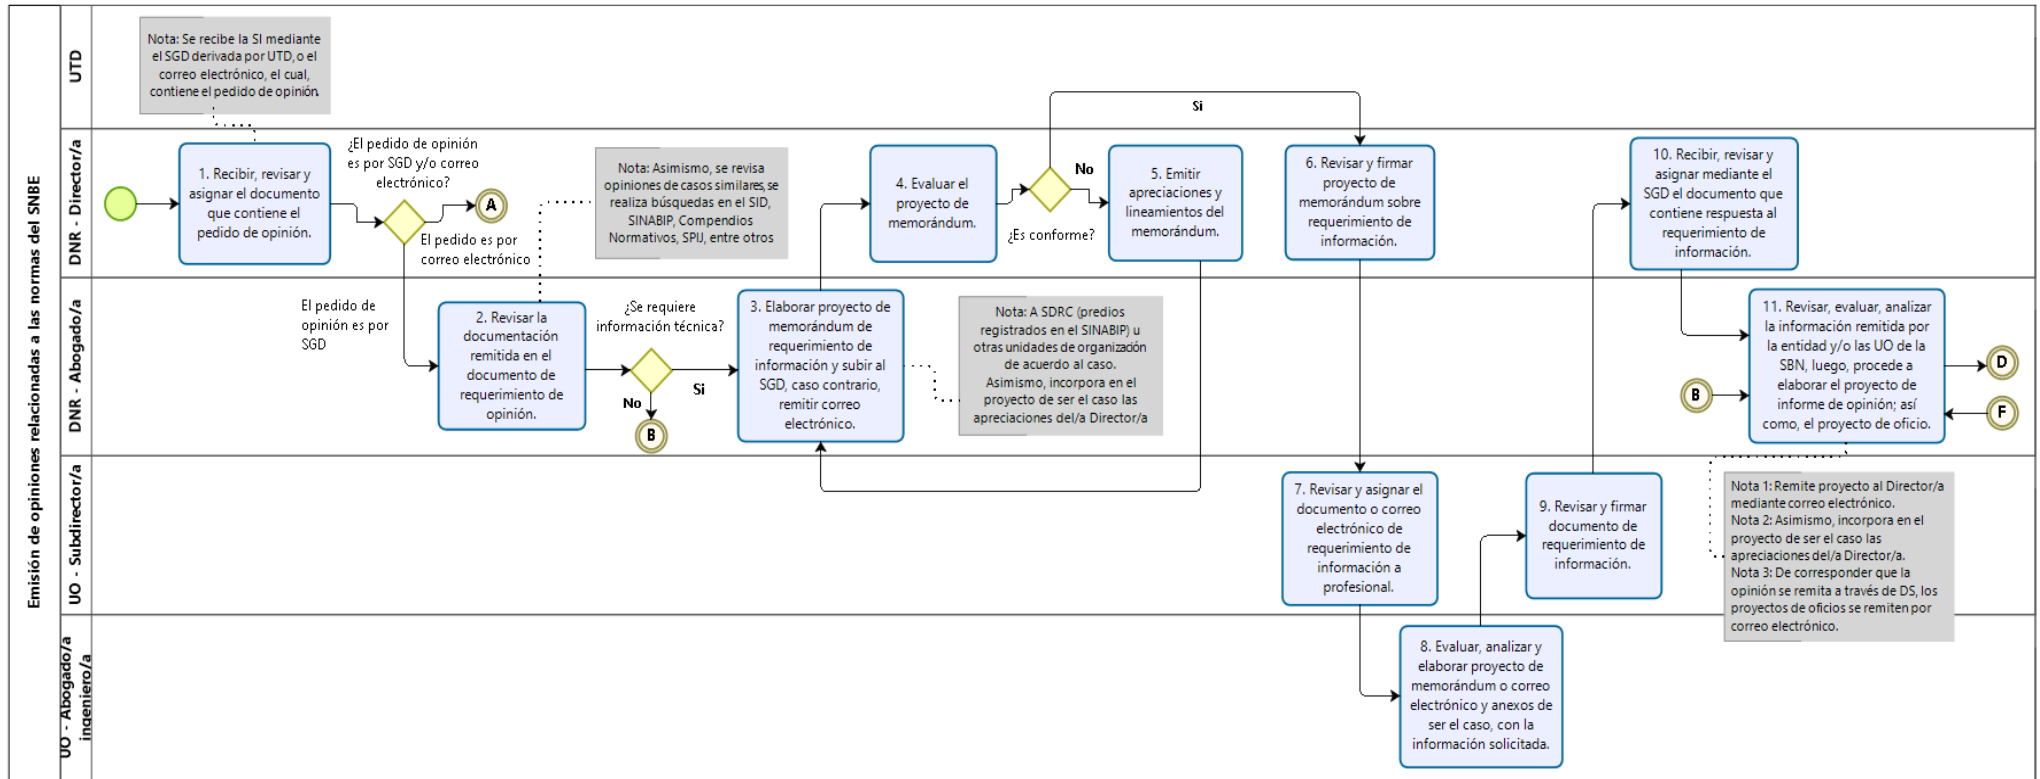 Emisión de opiniones relacionadas a las normas del SNBE
UTD
Nota: Se recibe la SI mediante
el SGD derivada por UTD, o el
correo electrónico, el cual,
contiene el pedido de opinión.
Si
DNR - Director/a
1. Recibir, revisar y
asignar el documento
que contiene el
pedido de opinión.
¿El pedido de opinión
es por SGD y/o correo
electrónico?
A
El pedido es por
correo electrónico
Nota: Asimismo, se revisa
opiniones de casos similares, se
realiza búsquedas en el SID,
SINABIP, Compendios
Normativos, SPIJ, entre otros
4. Evaluar el
proyecto de
memorándum.
¿Es conforme?
No
5. Emitir
apreciaciones y
lineamientos del
memorándum.
6. Revisar y firmar
proyecto de
memorándum sobre
requerimiento de
información.
10. Recibir, revisar y
asignar mediante el
SGD el documento que
contiene respuesta al
requerimiento de
información.
DNR - Abogado/a
El pedido de
opinión es por
SGD
2. Revisar la
documentación
remitida en el
documento de
requerimiento de
opinión.
¿Se requiere
información técnica?
No
B
Si
3. Elaborar proyecto de
memorándum de
requerimiento de
información y subir al
SGD, caso contrario,
remitir correo
electrónico.
Nota: A SDRC (predios
registrados en el SINABIP) u
otras unidades de organización
de acuerdo al caso.
Asimismo, incorpora en el
proyecto de ser el caso las
apreciaciones del/a Director/a
B
11. Revisar, evaluar, analizar
la información remitida por
la entidad y/o las UO de la
SBN, luego, procede a
elaborar el proyecto de
informe de opinión; así
como, el proyecto de oficio.
D
F
UO - Subdirector/a
7. Revisar y asignar el
documento o correo
electrónico de
requerimiento de
información a
profesional.
9. Revisar y firmar
documento de
requerimiento de
información.
Nota 1: Remite proyecto al Director/a
mediante correo electrónico.
Nota 2: Asimismo, incorpora en el
proyecto de ser el caso las
apreciaciones del/a Director/a.
Nota 3: De corresponder que la
opinión se remita a través de DS, los
proyectos de oficios se remiten por
correo electrónico.
UO - Abogado/a
ingeniero/a
8. Evaluar, analizar y
elaborar proyecto de
memorándum o correo
electrónico y anexos de
ser el caso, con la
información solicitada.